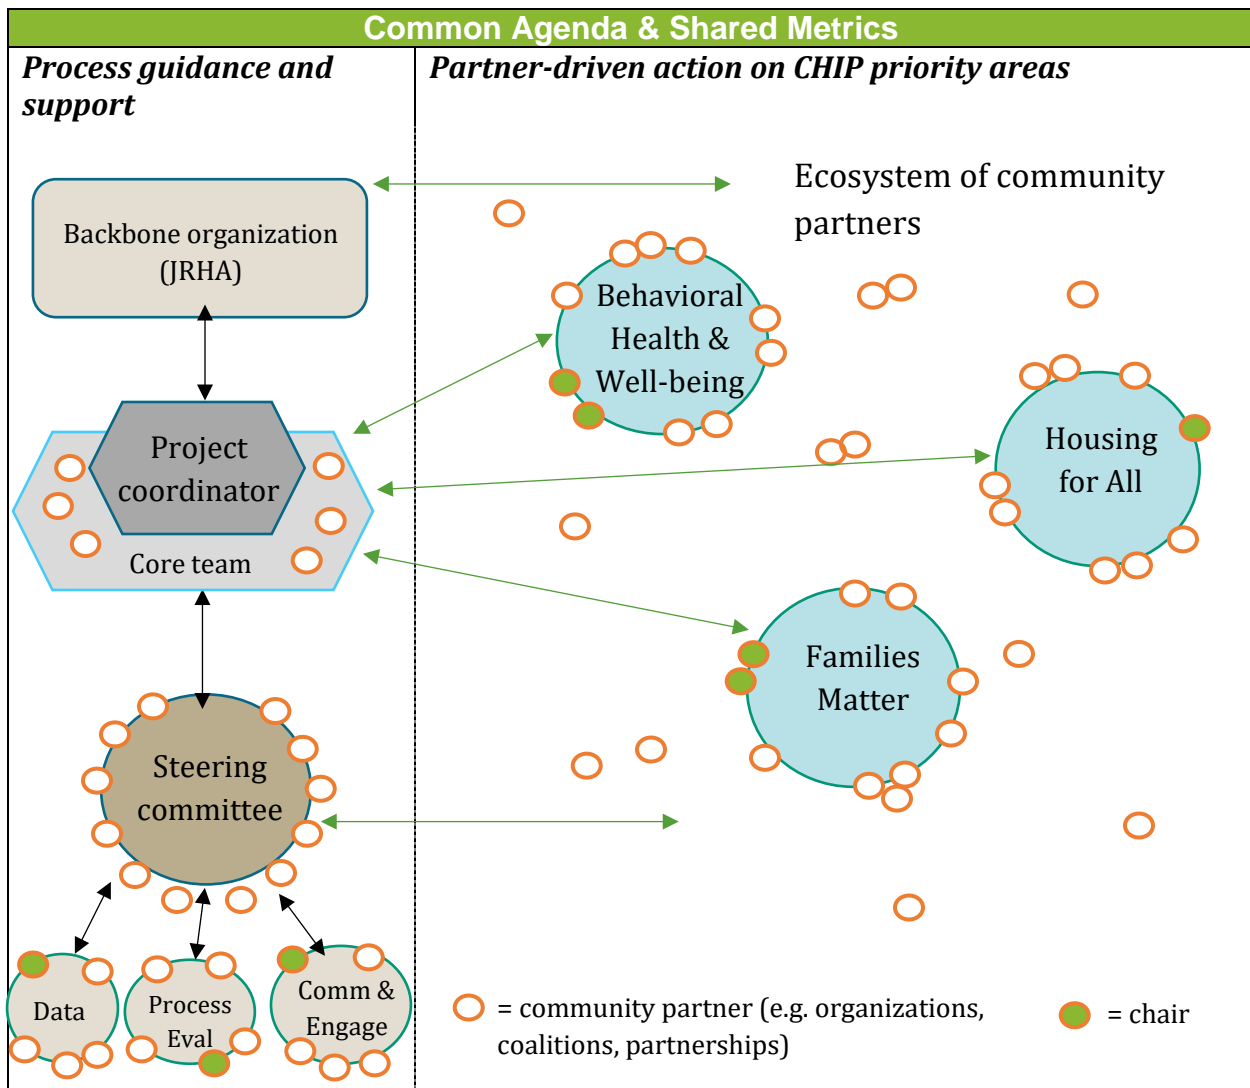 Common Agenda & Shared Metrics
Process guidance and
support
Partner-driven action on CHIP priority areas
Backbone organization
(JRHA)
Project
coordinator
Core team
Steering
committee
Data
Process
Eval
Comm &
Engage
Ecosystem of community
partners
Behavioral
Health &
Well-being
Housing
for All
Families
Matter
= community partner (e.g. organizations,
coalitions, partnerships)
= chair